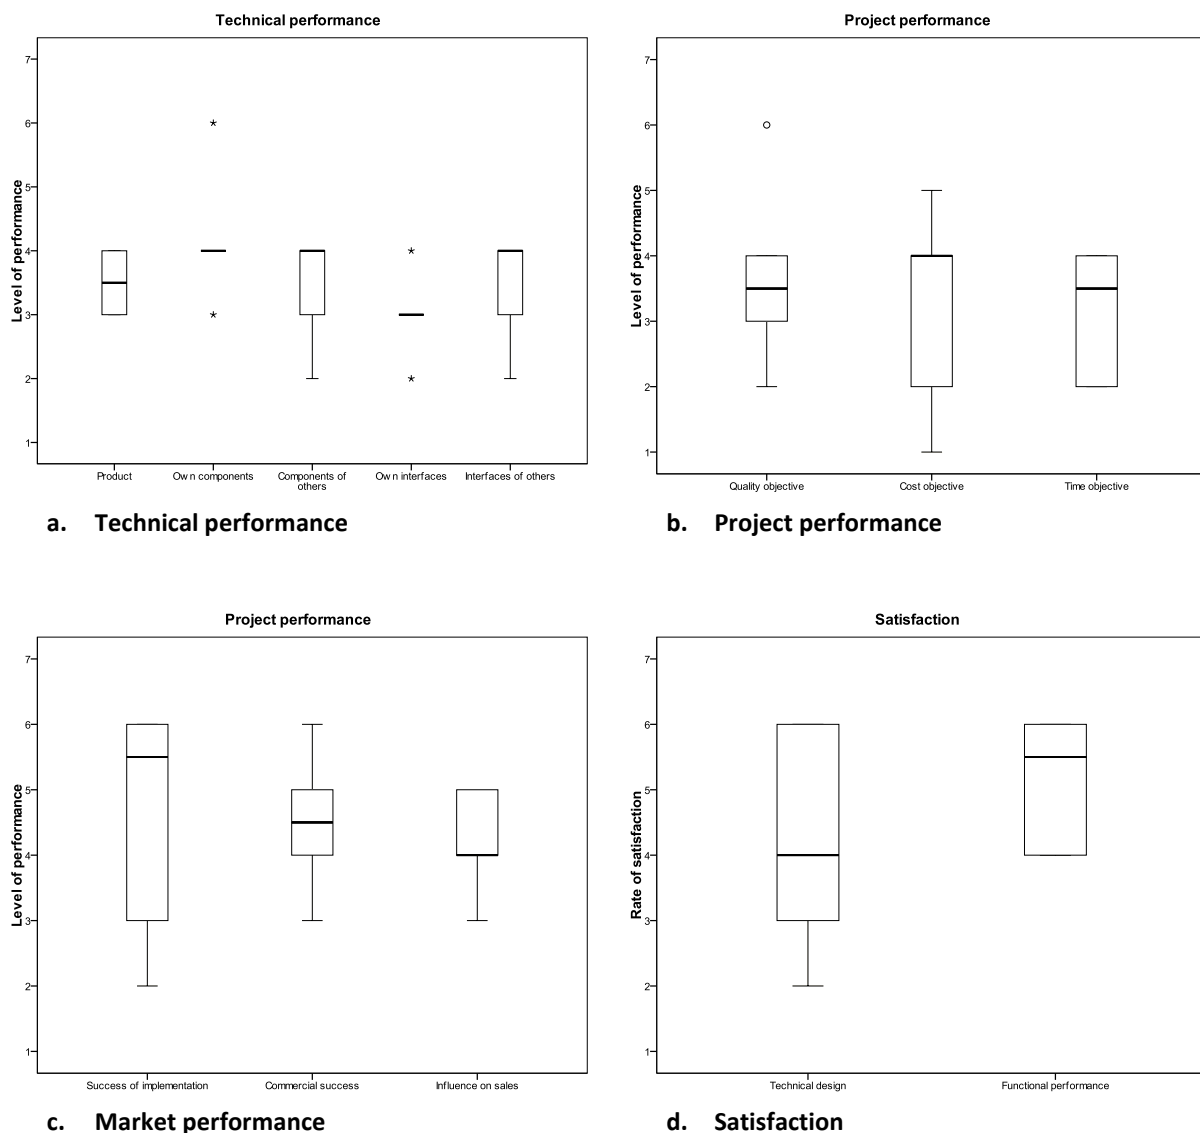 Technical performance
Level of performance
7
6
5
4
3
2
1
Product
Own components
Components of
others
Own interfaces
Interfaces of others
a. Technical performance
Project performance
Level of performance
7
6
5
4
3
2
1
Quality objective
Cost objective
Time objective
b. Project performance
Project performance
Level of performance
7
6
5
4
3
2
1
Success of implementation
Commercial success
Influence on sales
c. Market performance
Satisfaction
Rate of satisfaction
7
6
5
4
3
2
1
Technical design
Functional performance
d. Satisfaction